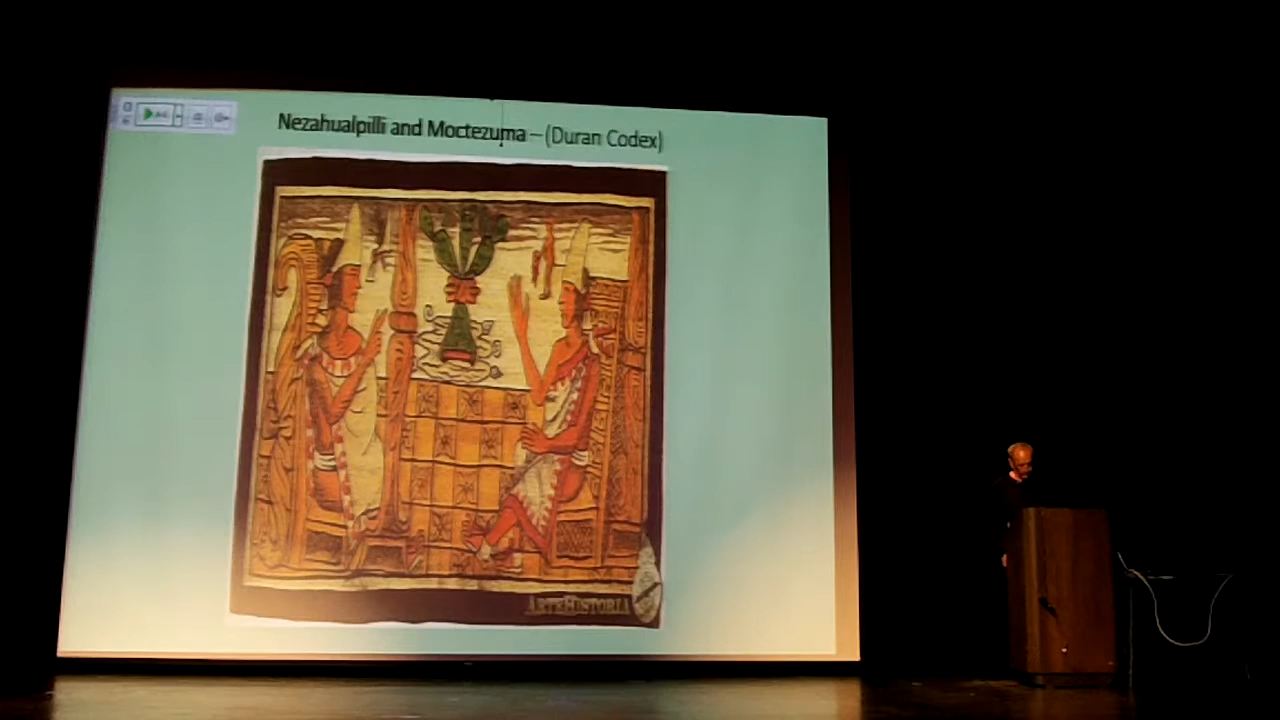 Nezahualpilli and Moctezuma – (Duran Codex)
ARTEHISTORIA